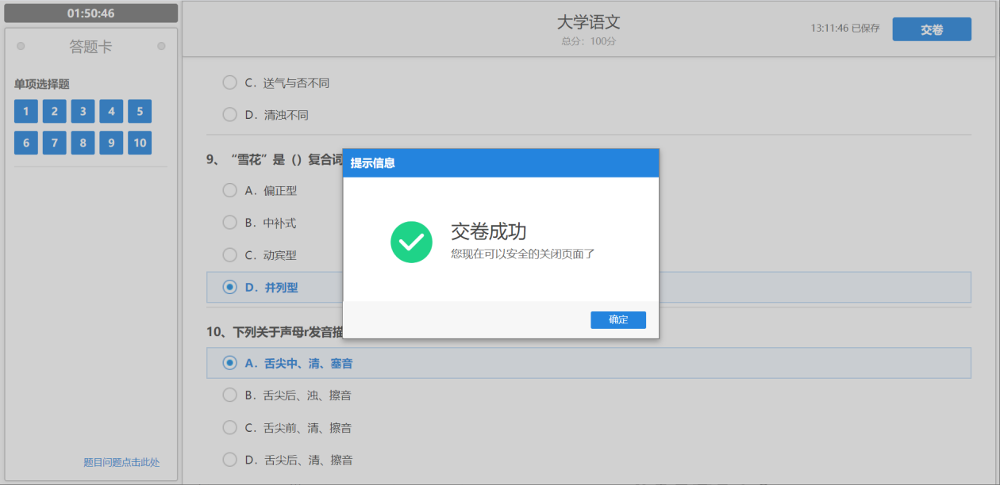 01:50:46
答题卡
单项选择题
1 2 3 4 5
6 7 8 9 10
题目问题点击此处
大学语文
总分：100分
13:11:46 已保存
交卷
C. 送气与否不同
D. 清浊不同
9、“雪花”是（）复合词
A. 偏正型
B. 中补式
C. 动宾型
D. 并列型
10、下列关于声母r发音描
A. 舌尖中、清、塞音
B. 舌尖后、浊、擦音
C. 舌尖前、清、擦音
D. 舌尖后、清、擦音
提示信息
交卷成功
您现在可以安全的关闭页面了
确定